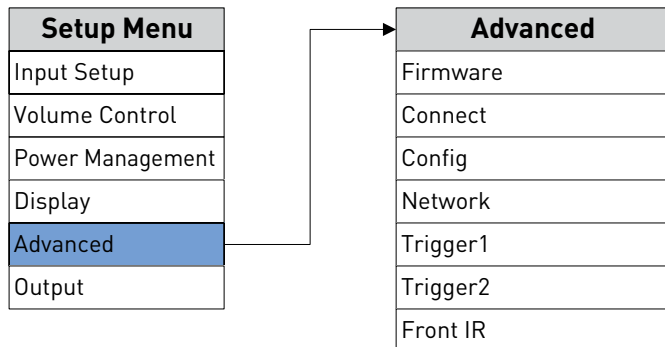 Setup Menu
Input Setup
Volume Control
Power Management
Display
Advanced
Output
Advanced
Firmware
Connect
Config
Network
Trigger1
Trigger2
Front IR